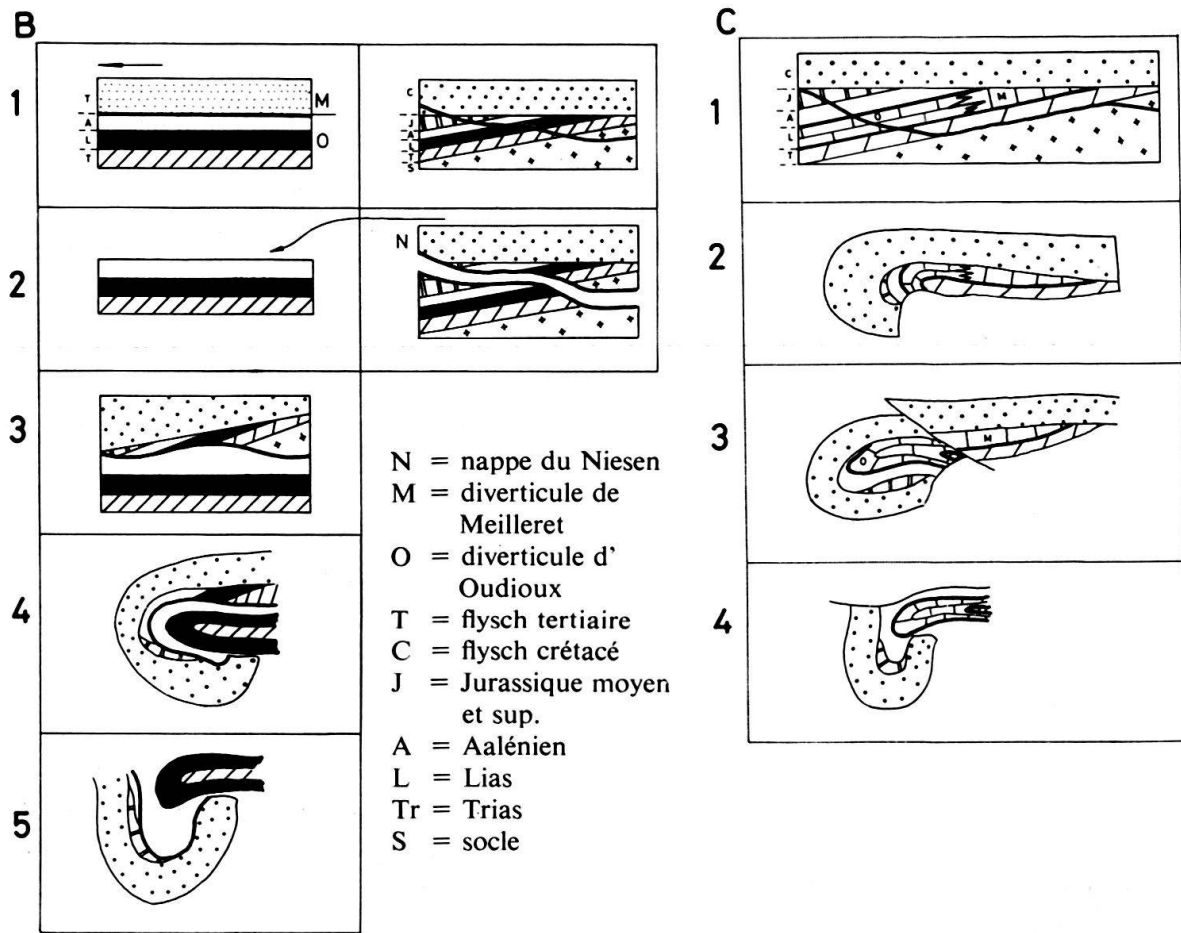 B
1
T
A
L
T
M
O
C
J
A
L
T
S
2
N
3
4
5
N = nappe du Niesen
M = diverticule de
Meilleret
O = diverticule d'
Oudioux
T = flysch tertiaire
C = flysch crétacé
J = Jurassique moyen
et sup.
A = Aalénien
L = Lias
Tr = Trias
S = socle
C
1
C
J
A
L
T
M
O
2
3
M
O
4